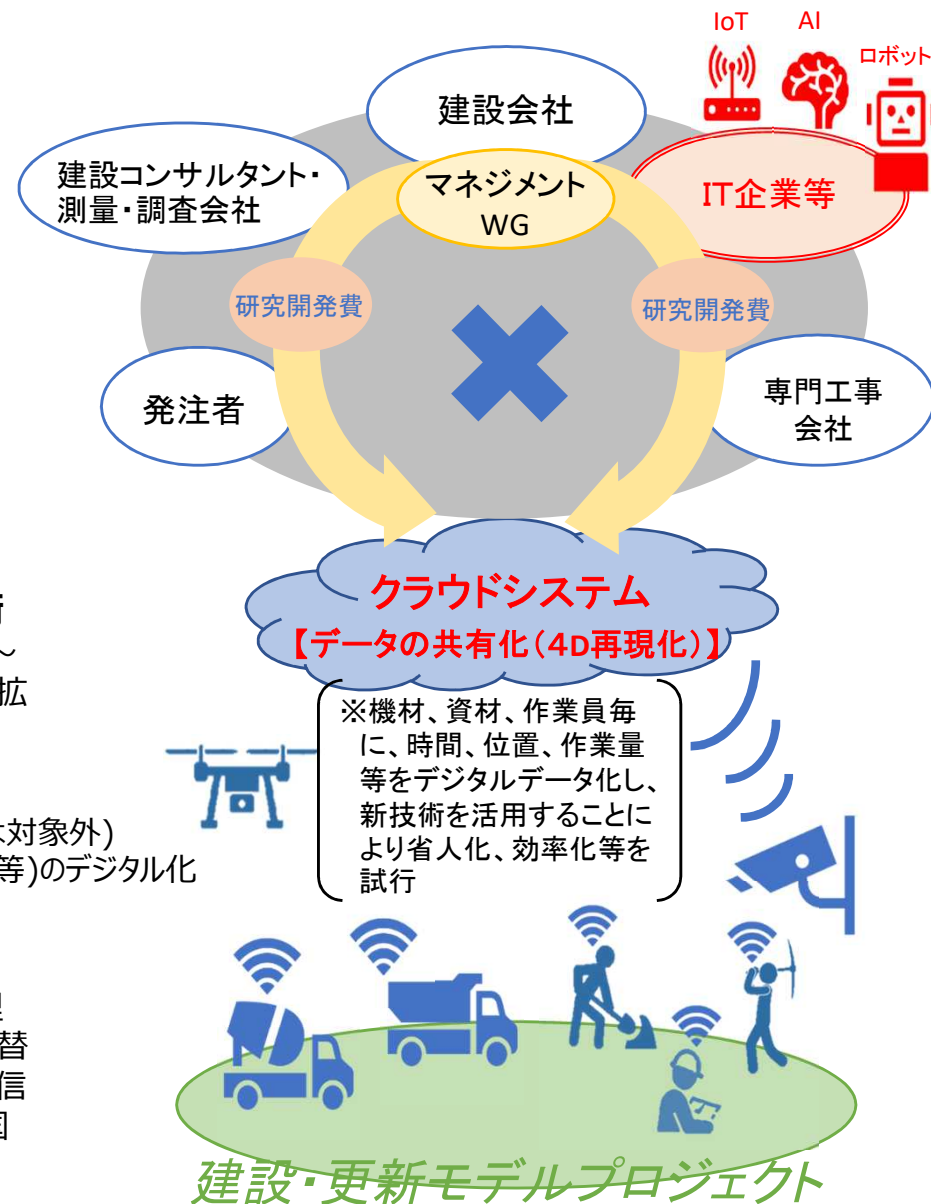 IoT
AI
ロボット
建設会社
建設コンサルタント・
測量・調査会社
マネジメント
WG
IT企業等
研究開発費
研究開発費
発注者
専門工事
会社
クラウドシステム
【データの共有化（4D再現化）】
～
拡
※機材、資材、作業員毎
に、時間、位置、作業量
等をデジタルデータ化し、
新技術を活用することに
より省人化、効率化等を
試行
対象外)
等)のデジタル化
替
信
建設・更新モデルプロジェクト